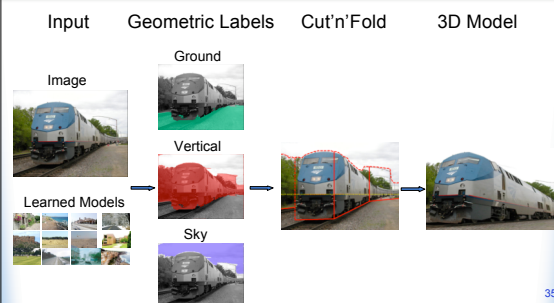 Input
Geometric Labels
Cut'n'Fold
3D Model
Image
Ground
Vertical
Learned Models
Sky
35